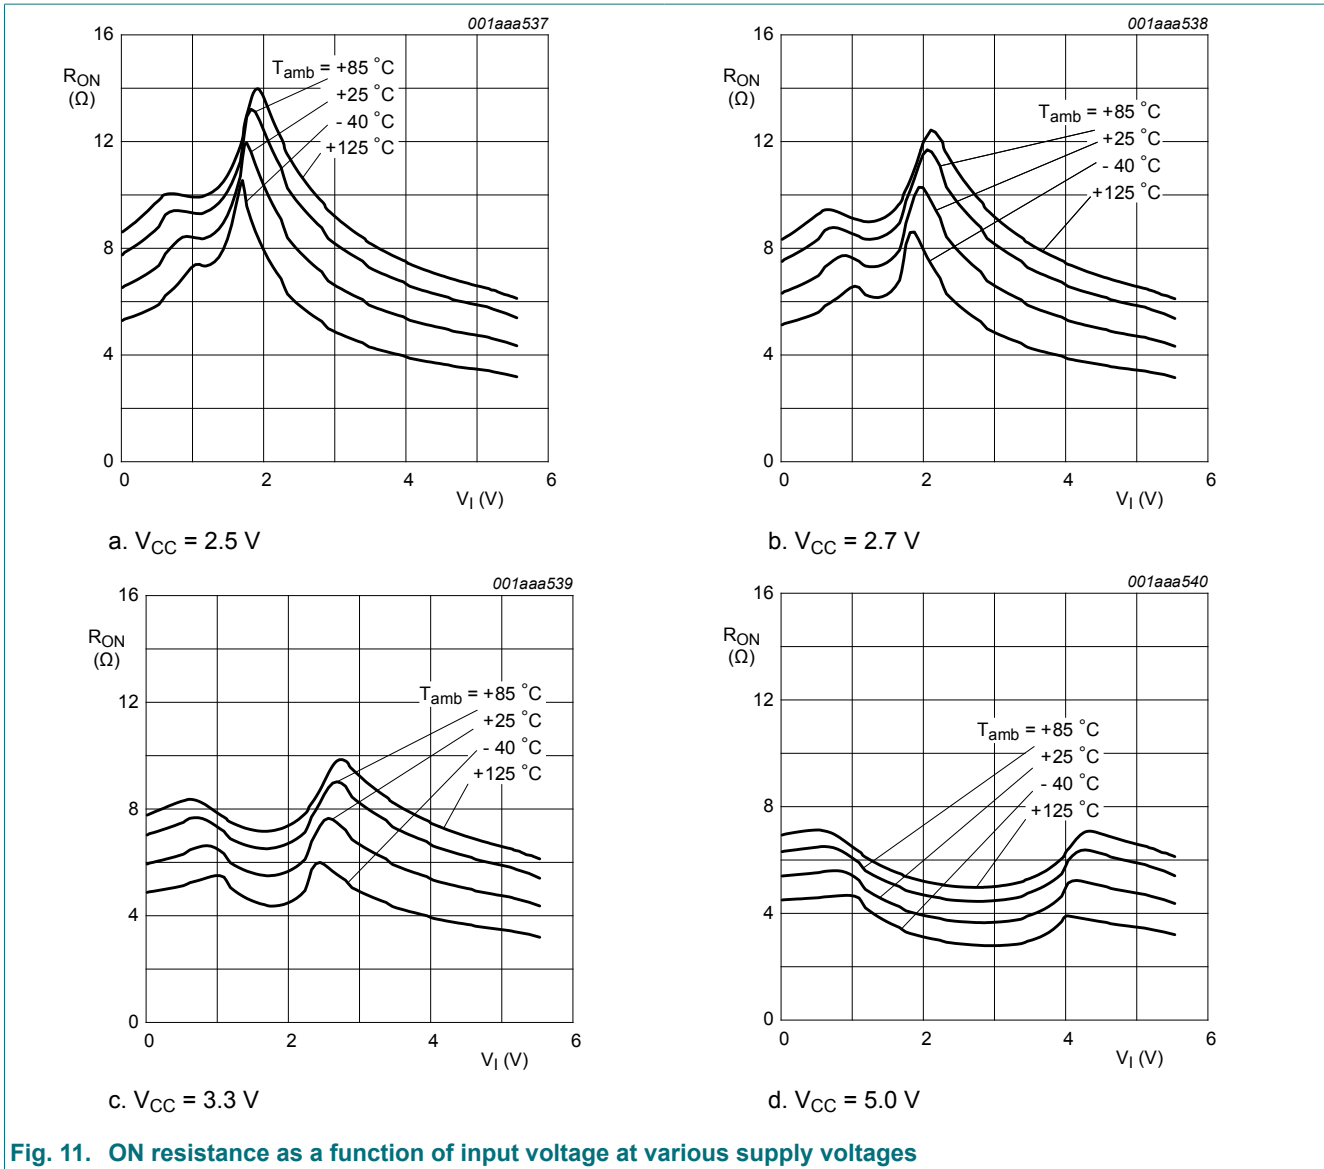 001aaa537
16
RON
(Ω)
12
8
4
0
Tamb = +85 °C
+25 °C
- 40 °C
+125 °C
0 2 4 6
VI (V)
a. VCC = 2.5 V
001aaa538
16
RON
(Ω)
12
8
4
0
Tamb = +85 °C
+25 °C
- 40 °C
+125 °C
0 2 4 6
VI (V)
b. VCC = 2.7 V
001aaa539
16
RON
(Ω)
12
8
4
0
Tamb = +85 °C
+25 °C
- 40 °C
+125 °C
0 2 4 6
VI (V)
c. VCC = 3.3 V
001aaa540
16
RON
(Ω)
12
8
4
0
Tamb = +85 °C
+25 °C
- 40 °C
+125 °C
0 2 4 6
VI (V)
d. VCC = 5.0 V
Fig. 11. ON resistance as a function of input voltage at various supply voltages